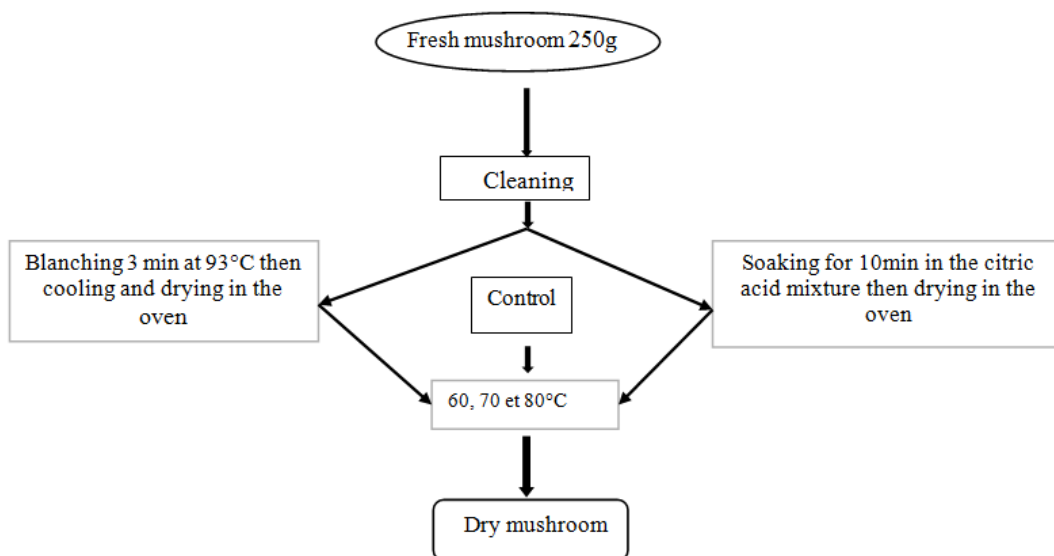 Fresh mushroom 250g
Cleaning
Blanching 3 min at 93°C then
cooling and drying in the
oven
Control
Soaking for 10min in the citric
acid mixture then drying in the
oven
60, 70 et 80°C
Dry mushroom